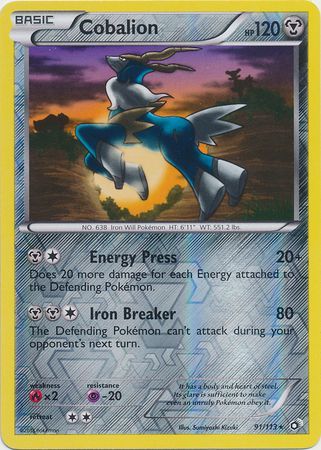 BASIC
Cobalion
HP 120
NO. 638 Iron Will Pokémon HT: 6'11" WT: 551.2 lbs.
Energy Press 20+
Does 20 more damage for each Energy attached to
the Defending Pokémon.
Iron Breaker 80
The Defending Pokémon can't attack during your
opponent's next turn.
weakness
×2
resistance
-20
retreat
It has a body and heart of steel.
Its glare is sufficient to make
even an unruly Pokémon obey it.
Illus. Sumiyoshi Kizuki
91/113